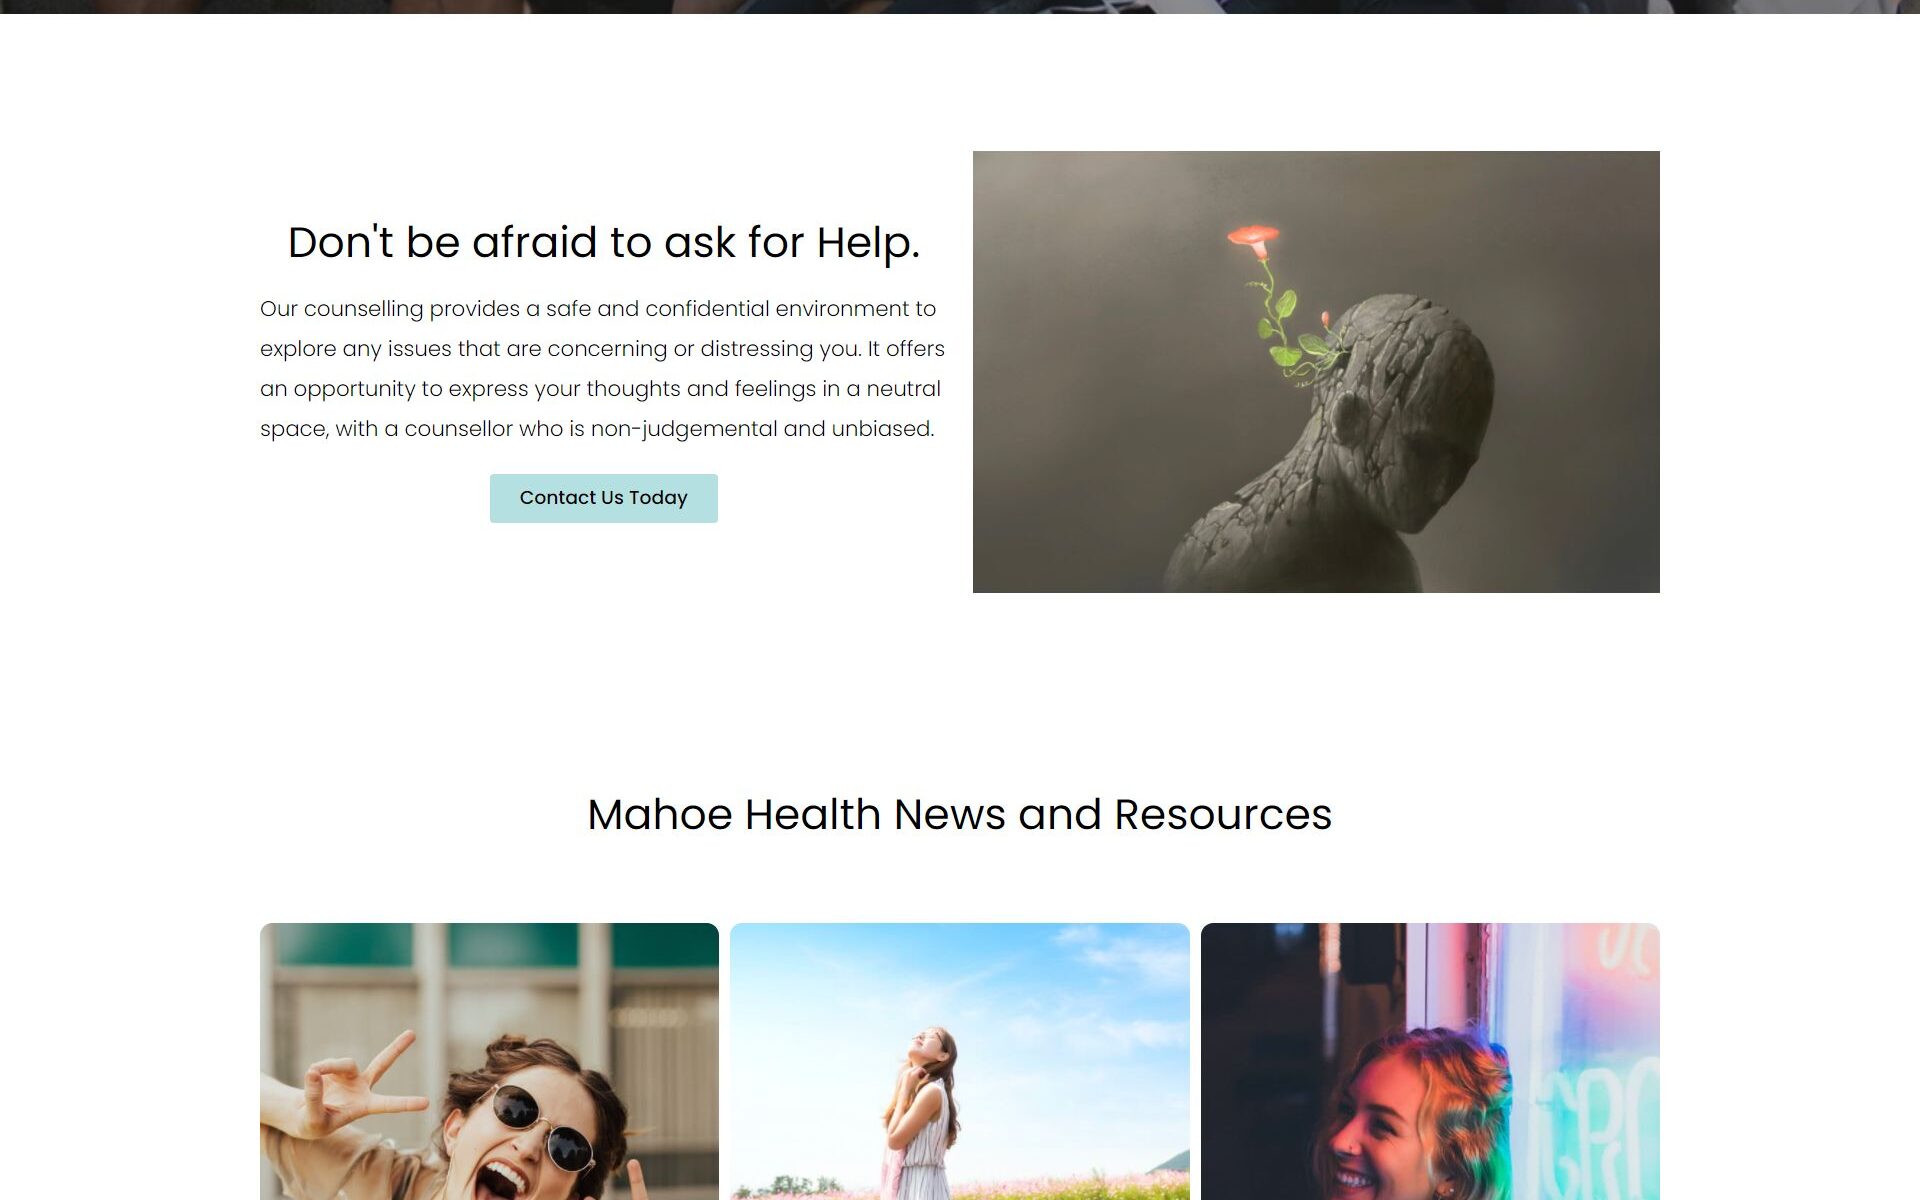 Don't be afraid to ask for Help.
Our counselling provides a safe and confidential environment to
explore any issues that are concerning or distressing you. It offers
an opportunity to express your thoughts and feelings in a neutral
space, with a counsellor who is non-judgemental and unbiased.
Contact Us Today
Mahoe Health News and Resources